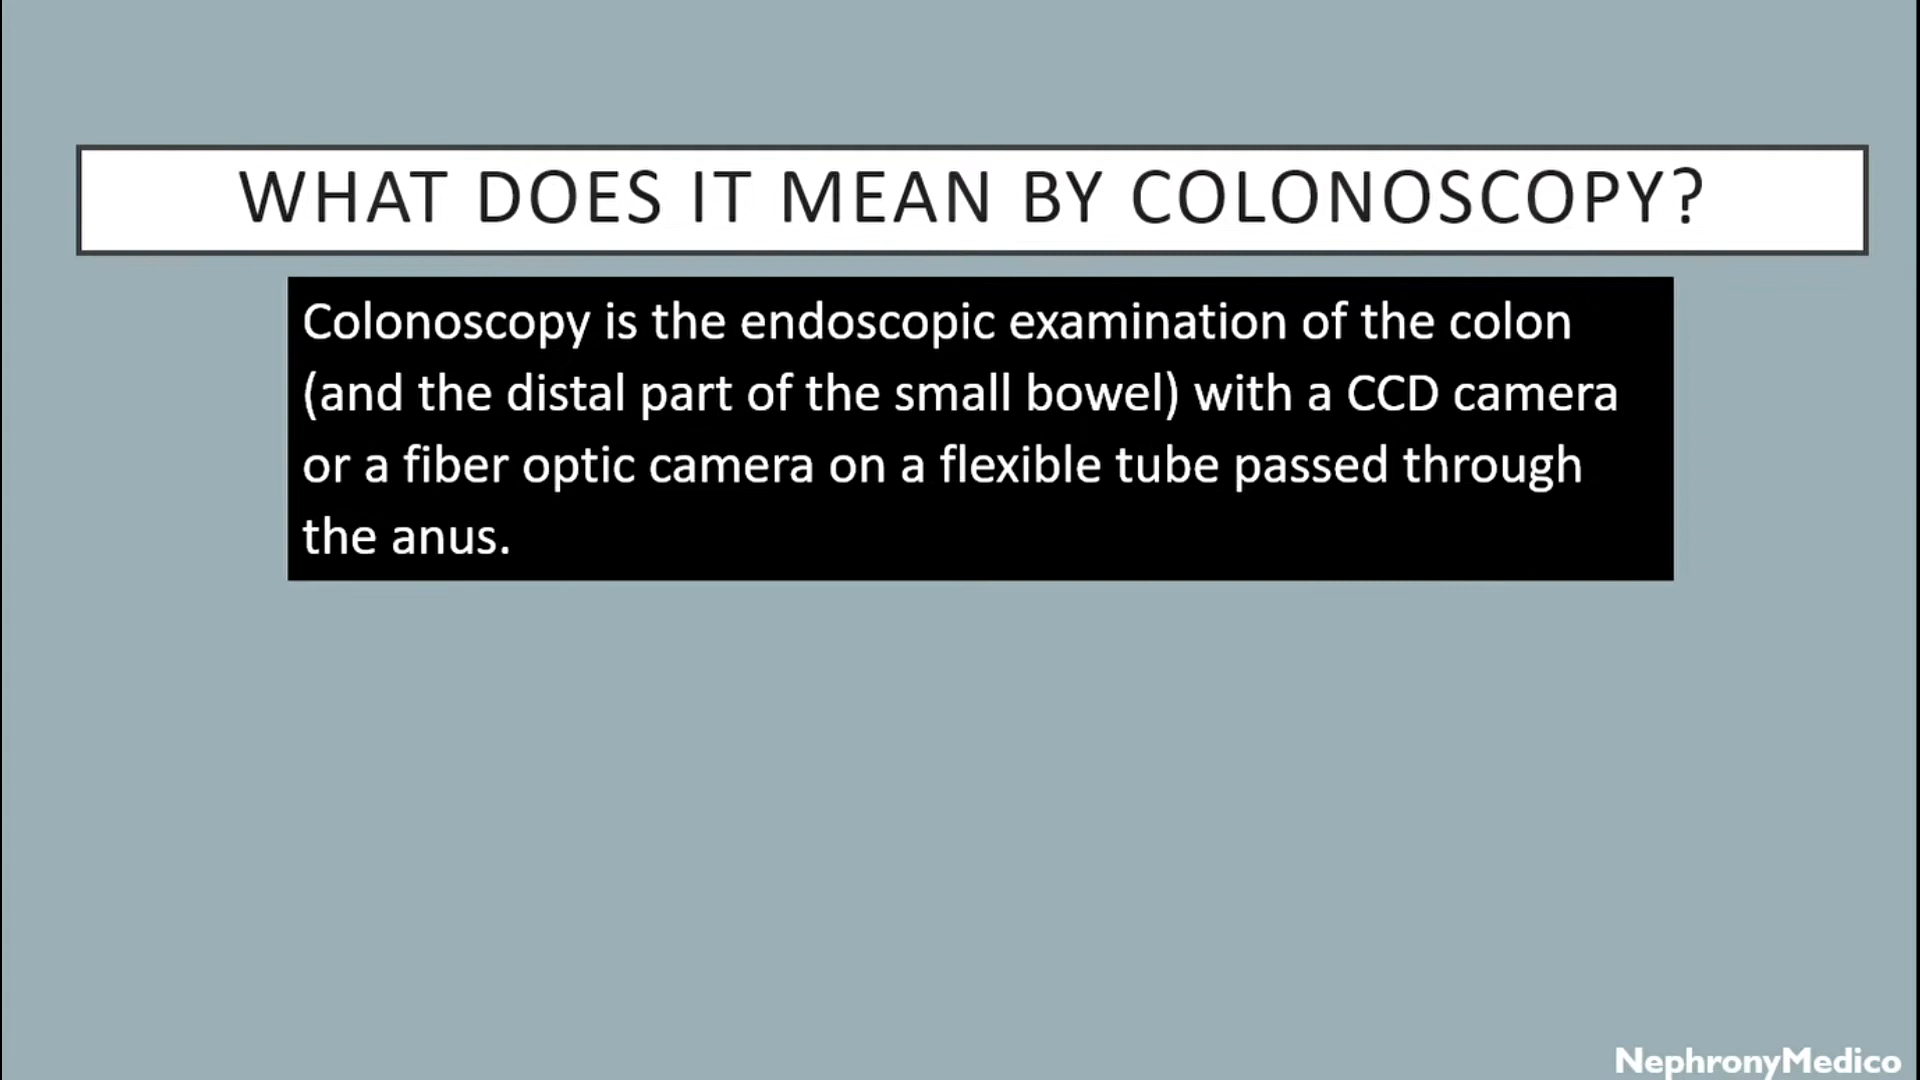 WHAT DOES IT MEAN BY COLONOSCOPY?
Colonoscopy is the endoscopic examination of the colon
(and the distal part of the small bowel) with a CCD camera
or a fiber optic camera on a flexible tube passed through
the anus.
NephronyMedico